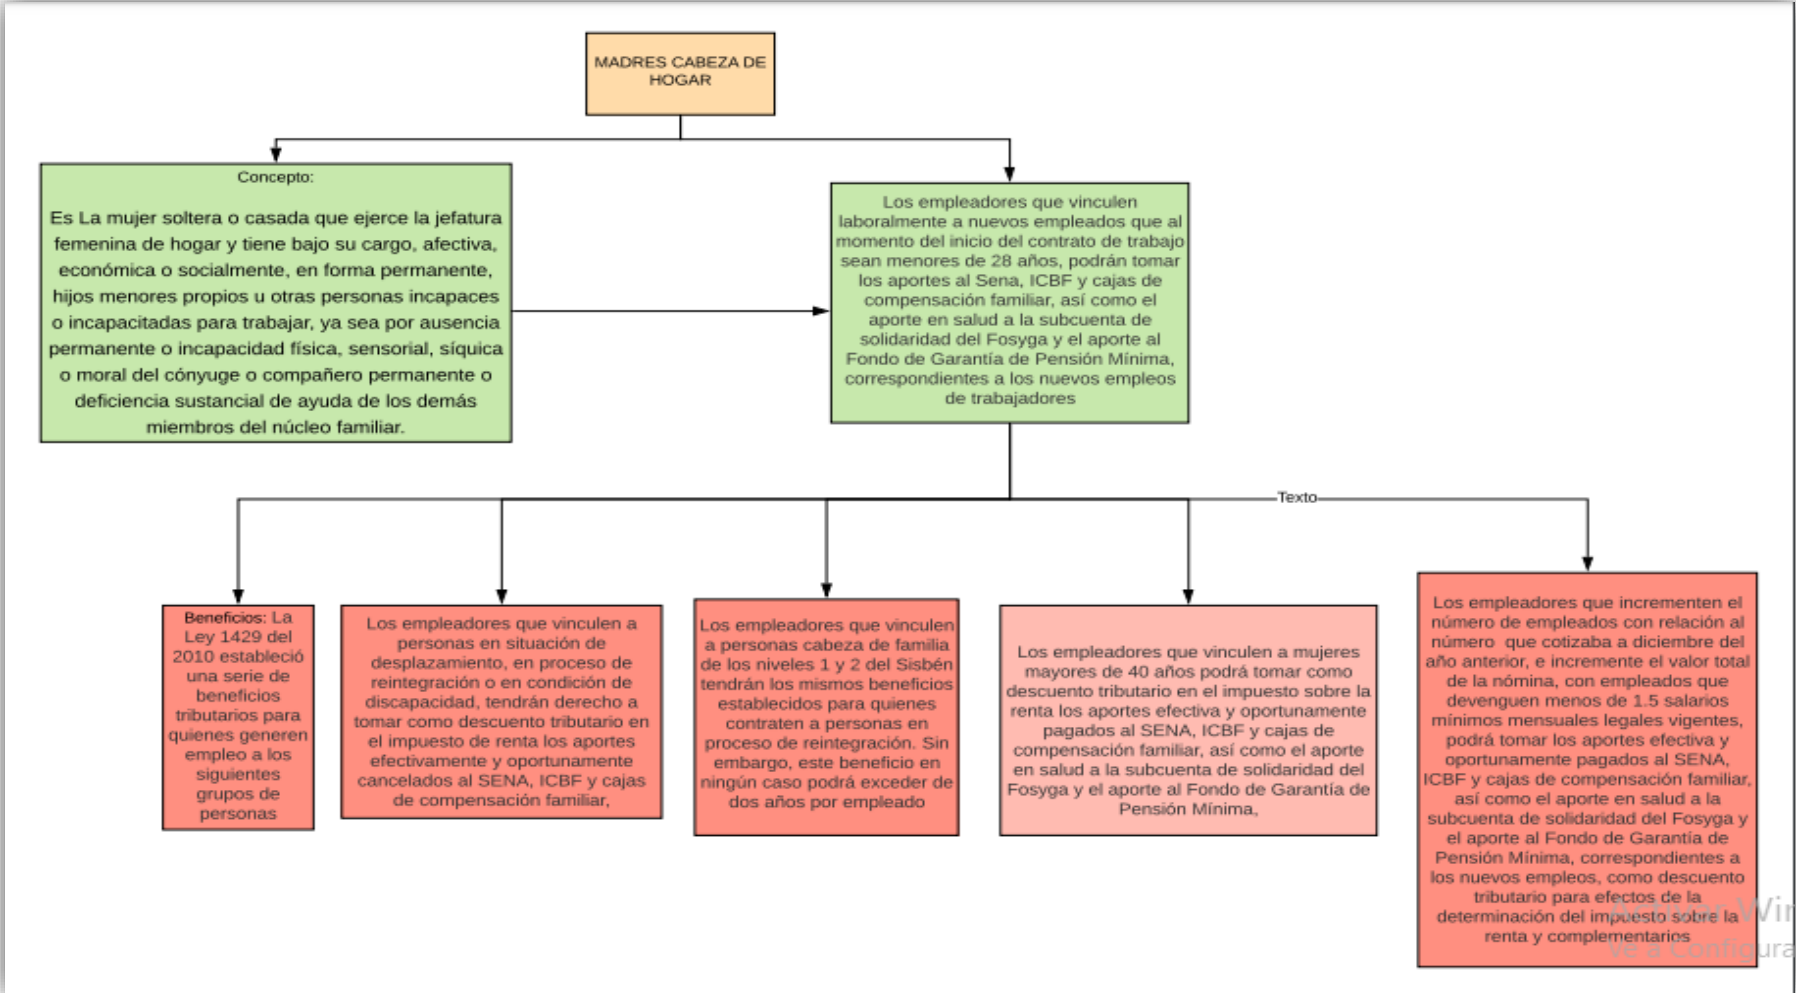 MADRES CABEZA DE
HOGAR
Concepto:
Es La mujer soltera o casada que ejerce la jefatura
femenina de hogar y tiene bajo su cargo, afectiva,
económica o socialmente, en forma permanente,
hijos menores propios u otras personas incapaces
o incapacitadas para trabajar, ya sea por ausencia
permanente o incapacidad física, sensorial, síquica
o moral del cónyuge o compañero permanente o
deficiencia sustancial de ayuda de los demás
miembros del núcleo familiar.
Los empleadores que vinculen
laboralmente a nuevos empleados que al
momento del inicio del contrato de trabajo
sean menores de 28 años, podrán tomar
los aportes al Sena, ICBF y cajas de
compensación familiar, así como el
aporte en salud a la subcuenta de
solidaridad del Fosyga y el aporte al
Fondo de Garantía de Pensión Mínima,
correspondientes a los nuevos empleos
de trabajadores
Texto
Beneficios: La
Ley 1429 del
2010 estableció
una serie de
beneficios
tributarios para
quienes generen
empleo a los
siguientes
grupos de
personas
Los empleadores que vinculen a
personas en situación de
desplazamiento, en proceso de
reintegración o en condición de
discapacidad, tendrán derecho a
tomar como descuento tributario en
el impuesto de renta los aportes
efectivamente y oportunamente
cancelados al SENA, ICBF y cajas
de compensación familiar,
Los empleadores que vinculen
a personas cabeza de familia
de los niveles 1 y 2 del Sisbén
tendrán los mismos beneficios
establecidos para quienes
contraten a personas en
proceso de reintegración. Sin
embargo, este beneficio en
ningún caso podrá exceder de
dos años por empleado
Los empleadores que vinculen a mujeres
mayores de 40 años podrá tomar como
descuento tributario en el impuesto sobre la
renta los aportes efectiva y oportunamente
pagados al SENA, ICBF y cajas de
compensación familiar, así como el aporte
en salud a la subcuenta de solidaridad del
Fosyga y el aporte al Fondo de Garantía de
Pensión Mínima,
Los empleadores que incrementen el
número de empleados con relación al
número que cotizaba a diciembre del
año anterior, e incremente el valor total
de la nómina, con empleados que
devenguen menos de 1.5 salarios
mínimos mensuales legales vigentes,
podrá tomar los aportes efectiva y
oportunamente pagados al SENA,
ICBF y cajas de compensación familiar,
así como el aporte en salud a la
subcuenta de solidaridad del Fosyga y
el aporte al Fondo de Garantía de
Pensión Mínima, correspondientes a
los nuevos empleos, como descuento
tributario para efectos de la
determinación del impuesto sobre la
renta y complementarios
Activar Win
Ve a Configura